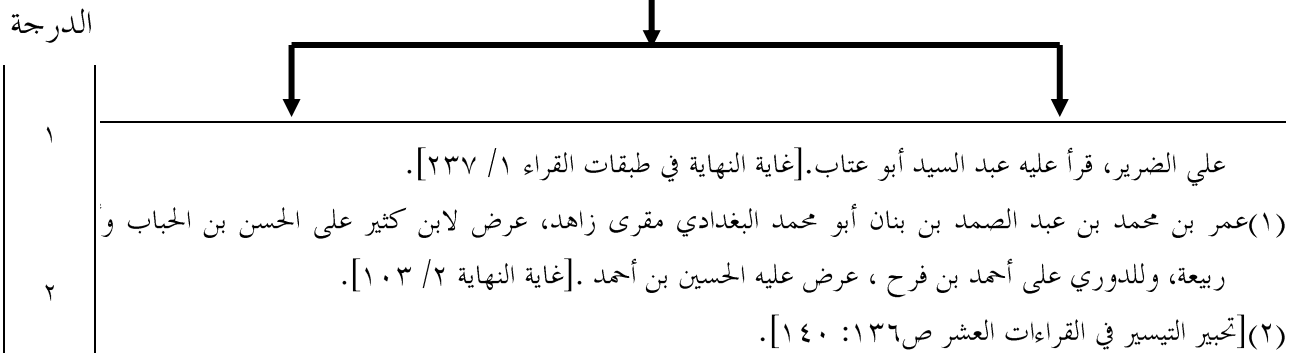 الدرجة
١
علي الضرير، قرأ عليه عبد السيد أبو عتاب.[غاية النهاية في طبقات القراء ١/ ٢٣٧].
(١)عمر بن محمد بن عبد الصمد بن بنان أبو محمد البغدادي مقرى زاهد، عرض لابن كثير على الحسن بن الحباب و
ربيعة، وللدوري على أحمد بن فرح ، عرض عليه الحسين بن أحمد .[غاية النهاية ٢/ ١٠٣].
٢
(٢)[تحبير التيسير في القراءات العشر ص١٣٦: ١٤٠].